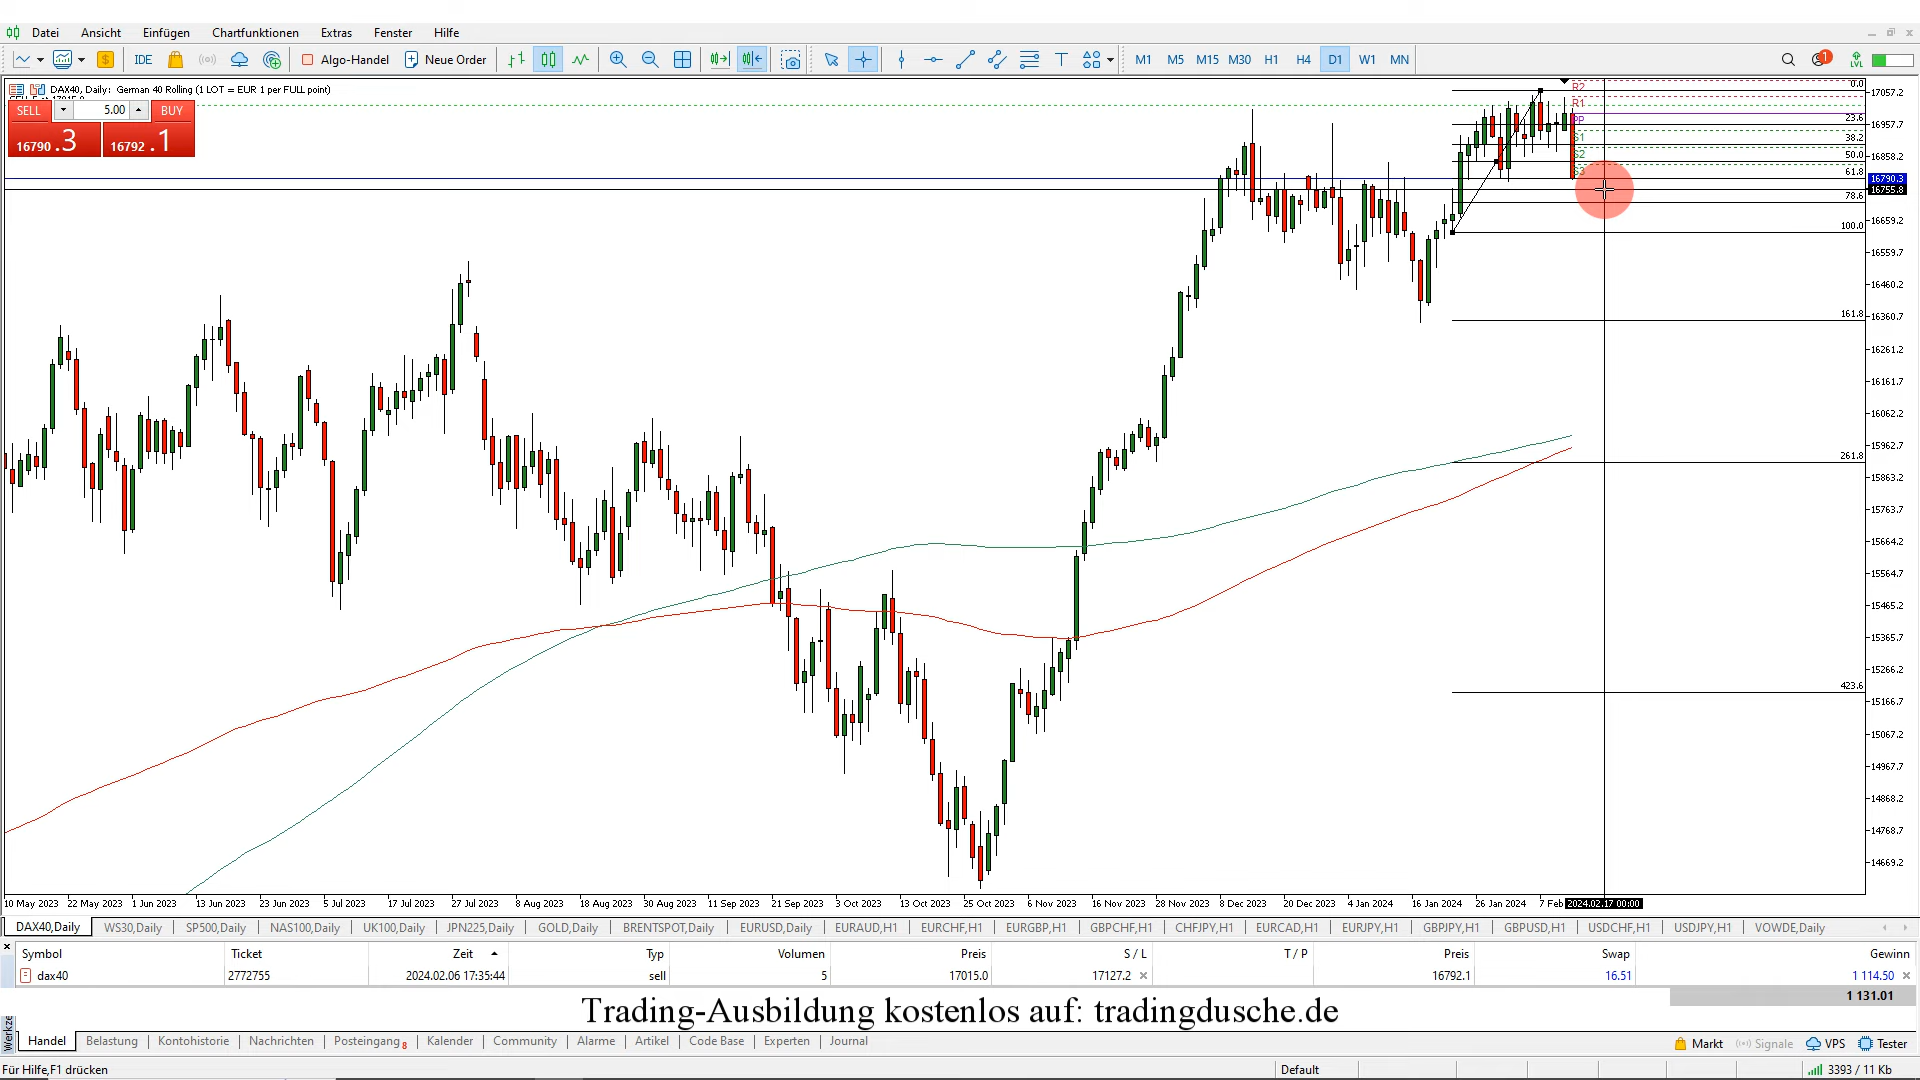 Datei Ansicht Einfügen Chartfunktionen Extras Fenster Hilfe
IDE Algo-Handel Neue Order M1 M5 M15 M30 H1 H4 D1 W1 MN 1 LVL
DAX40, Daily: German 40 Rolling (1 LOT = EUR 1 per FULL point)
SELL 5.00 BUY
16790.3 16792.1
R2
R1
PP
S1
S2
S3
0.0
23.6
38.2
50.0
61.8
78.6
100.0
161.8
261.8
423.6
17057.2
16957.7
16858.2
16790.3
16755.8
16659.2
16559.7
16460.2
16360.7
16261.2
16161.7
16062.2
15962.7
15863.2
15763.7
15664.2
15564.7
15465.2
15365.7
15266.2
15166.7
15067.2
14967.7
14868.2
14768.7
14669.2
10 May 2023 22 May 2023 1 Jun 2023 13 Jun 2023 23 Jun 2023 5 Jul 2023 17 Jul 2023 27 Jul 2023 8 Aug 2023 18 Aug 2023 30 Aug 2023 11 Sep 2023 21 Sep 2023 3 Oct 2023 13 Oct 2023 25 Oct 2023 6 Nov 2023 16 Nov 2023 28 Nov 2023 8 Dec 2023 20 Dec 2023 4 Jan 2024 16 Jan 2024 26 Jan 2024 7 Feb 2024.02.17 00:00
DAX40,Daily WS30,Daily SP500,Daily NAS100,Daily UK100,Daily JPN225,Daily GOLD,Daily BRENTSPOT,Daily EURUSD,Daily EURAUD,H1 EURCHF,H1 EURGBP,H1 GBPCHF,H1 CHFJPY,H1 EURCAD,H1 EURJPY,H1 GBPJPY,H1 GBPUSD,H1 USDCHF,H1 USDJPY,H1 VOWDE,Daily
Symbol Ticket Zeit Typ Volumen Preis S / L T / P Preis Swap Gewinn
dax40 2772755 2024.02.06 17:35:44 sell 5 17015.0 17127.2 16792.1 16.51 1 114.50
1 131.01
Trading-Ausbildung kostenlos auf: tradingdusche.de
Werkze
Handel Belastung Kontohistorie Nachrichten Posteingang 8 Kalender Community Alarme Artikel Code Base Experten Journal Markt Signale VPS Tester
Für Hilfe,F1 drücken Default 3393 / 11 Kb